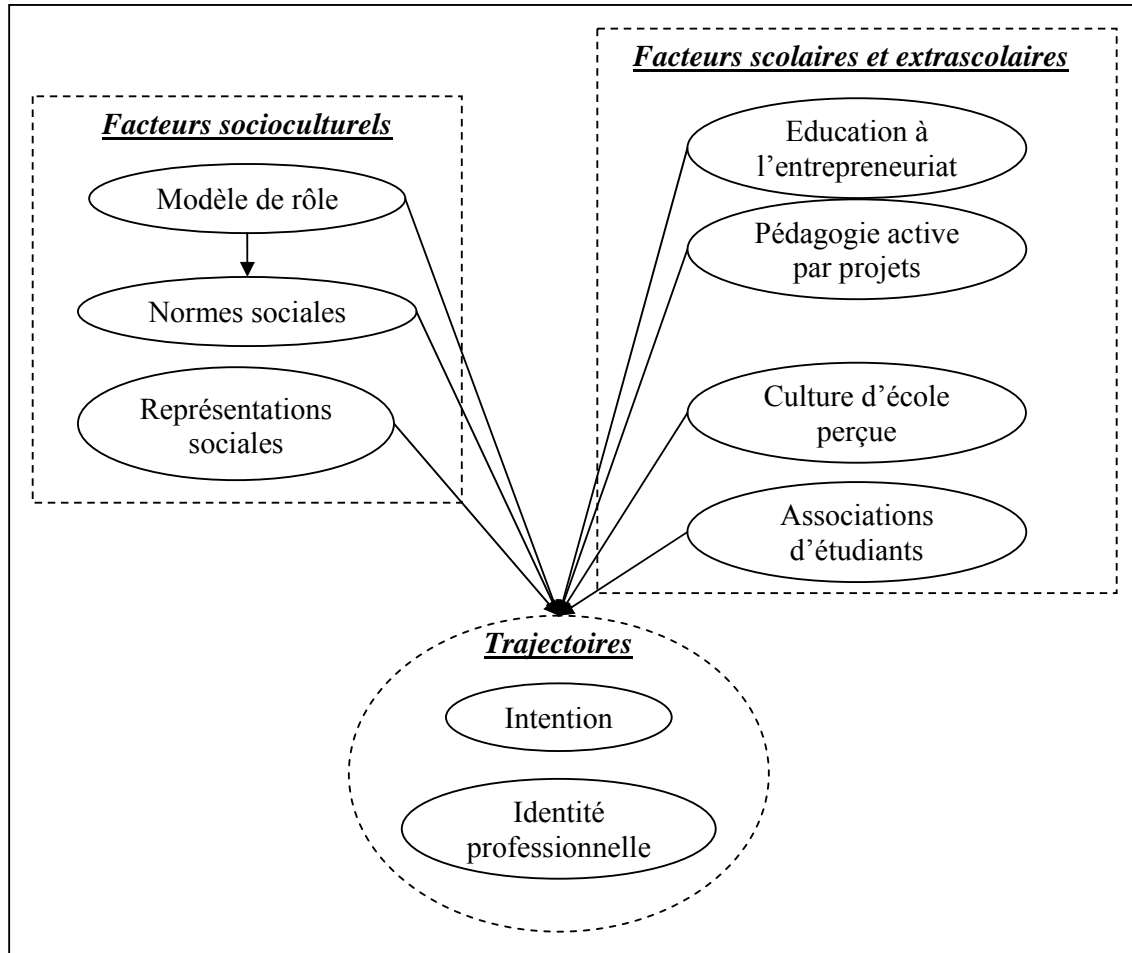 Facteurs socioculturels
Modèle de rôle
Normes sociales
Représentations
sociales
Facteurs scolaires et extrascolaires
Education à
l’entrepreneuriat
Pédagogie active
par projets
Culture d’école
perçue
Associations
d’étudiants
Trajectoires
Intention
Identité
professionnelle